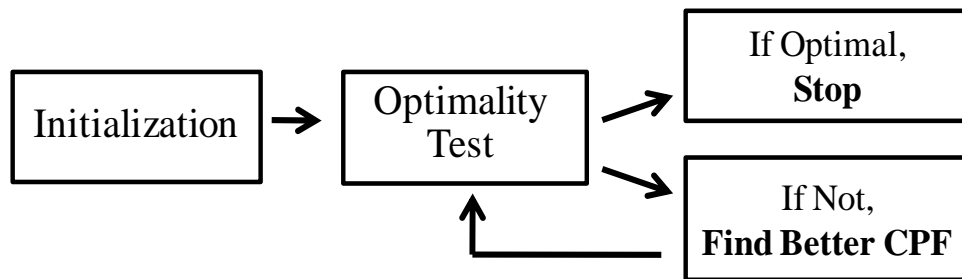 Initialization
Optimality
Test
If Optimal,
Stop
If Not,
Find Better CPF